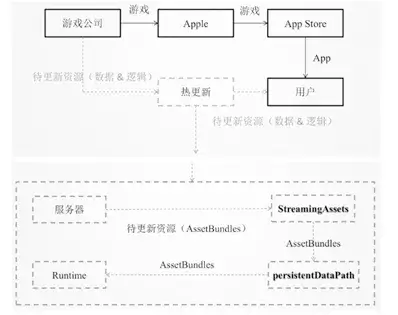 游戏
游戏
游戏公司
Apple
App Store
App
待更新资源（数据 & 逻辑）
热更新
用户
待更新资源（数据 & 逻辑）
服务器
StreamingAssets
待更新资源（AssetBundles）
AssetBundles
AssetBundles
Runtime
persistentDataPath